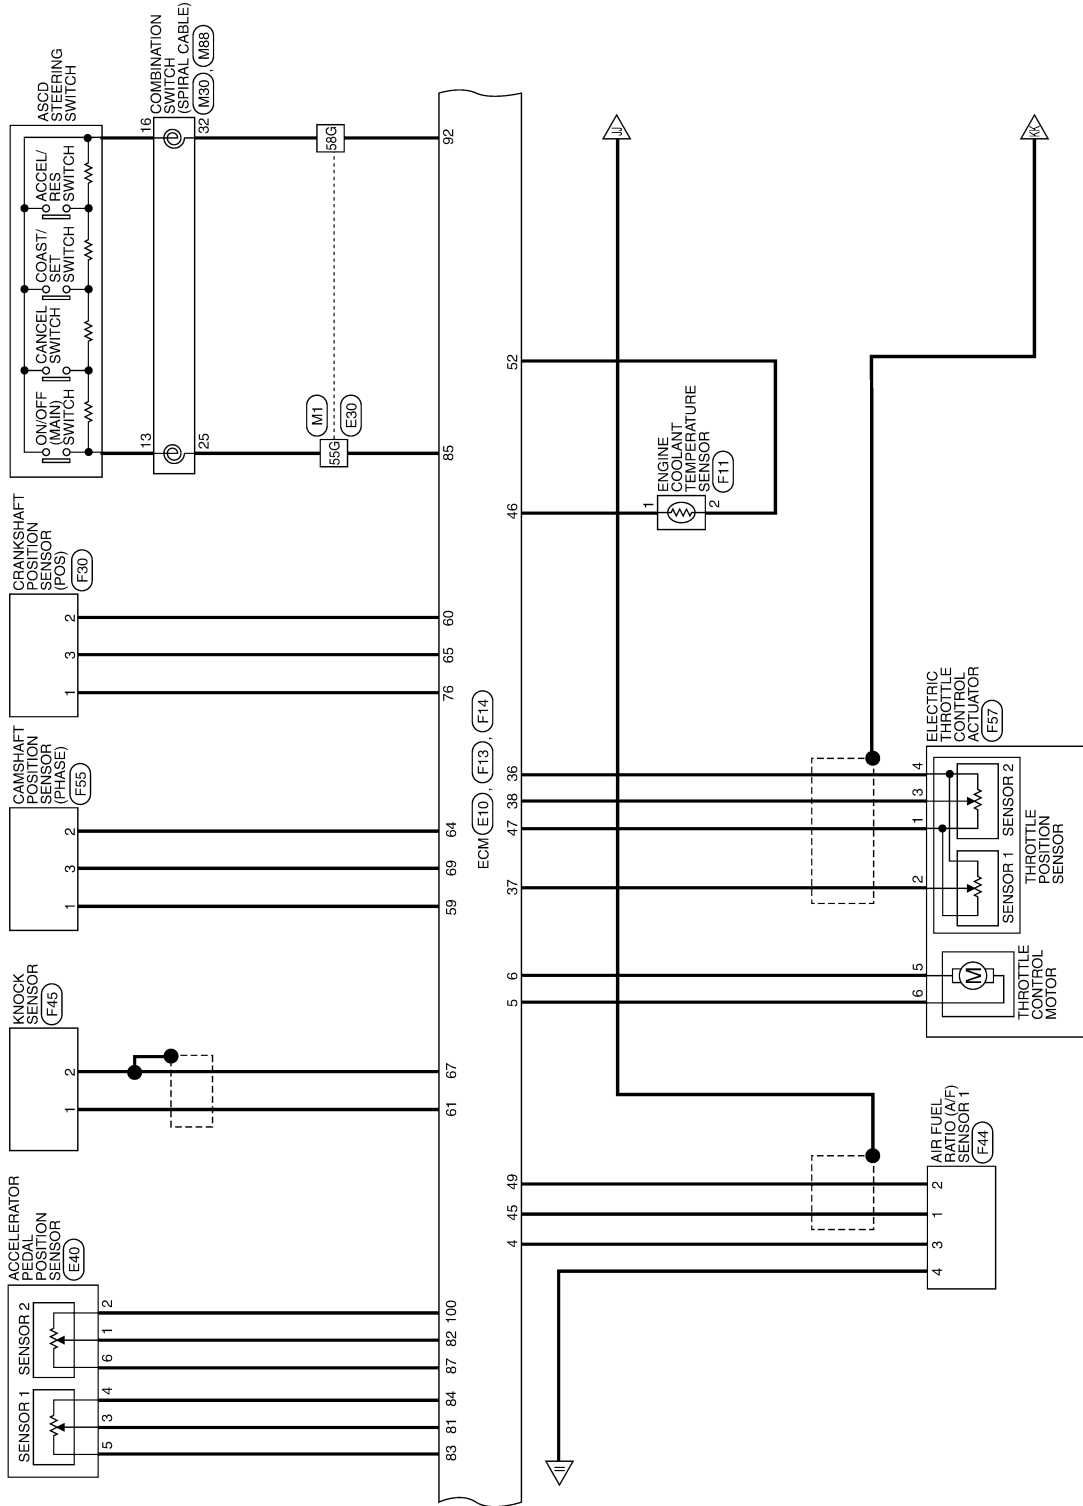 ACCELERATOR
PEDAL
POSITION
SENSOR
E40
SENSOR 1
SENSOR 2
5
3
4
6
1
2
83
81
84
87
82
100
KNOCK
SENSOR
F45
1
2
61
67
CAMSHAFT
POSITION
SENSOR
(PHASE)
F55
1
3
2
59
69
64
CRANKSHAFT
POSITION
SENSOR
(POS)
F30
1
3
2
76
65
60
ASCD
STEERING
SWITCH
ON/OFF
(MAIN)
SWITCH
CANCEL
SWITCH
COAST/
SET
SWITCH
ACCEL/
RES
SWITCH
13
16
COMBINATION
SWITCH
(SPIRAL CABLE)
M30 , M88
25
32
55G
M1
E30
58G
85
92
ECM E10 , F13 , F14
4
45
49
5
6
37
47
38
36
46
52
II
JJ
KK
1
2
ENGINE
COOLANT
TEMPERATURE
SENSOR
F11
4
3
1
2
AIR FUEL
RATIO (A/F)
SENSOR 1
F44
6
5
2
1
3
4
ELECTRIC
THROTTLE
CONTROL
ACTUATOR
F57
M
THROTTLE
CONTROL
MOTOR
SENSOR 1
SENSOR 2
THROTTLE
POSITION
SENSOR